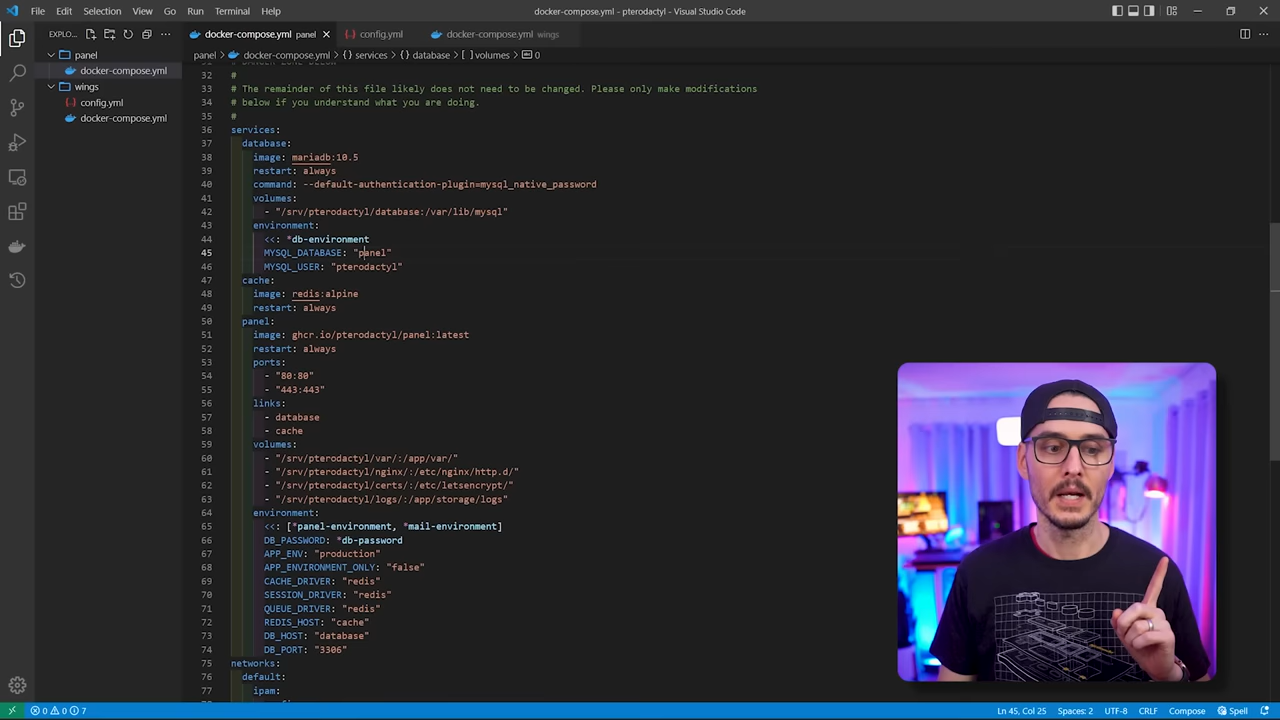 File Edit Selection View Go Run Terminal Help
docker-compose.yml - pterodactyl - Visual Studio Code
EXPLO...
docker-compose.yml panel
config.yml
docker-compose.yml wings
panel
docker-compose.yml
wings
config.yml
docker-compose.yml
panel > docker-compose.yml > {} services > {} database > [ ] volumes > 0
32 #
33 # The remainder of this file likely does not need to be changed. Please only make modifications
34 # below if you understand what you are doing.
35 #
36 services:
37 database:
38 image: mariadb:10.5
39 restart: always
40 command: --default-authentication-plugin=mysql_native_password
41 volumes:
42 - "/srv/pterodactyl/database:/var/lib/mysql"
43 environment:
44 <<: *db-environment
45 MYSQL_DATABASE: "panel"
46 MYSQL_USER: "pterodactyl"
47 cache:
48 image: redis:alpine
49 restart: always
50 panel:
51 image: ghcr.io/pterodactyl/panel:latest
52 restart: always
53 ports:
54 - "80:80"
55 - "443:443"
56 links:
57 - database
58 - cache
59 volumes:
60 - "/srv/pterodactyl/var/:/app/var/"
61 - "/srv/pterodactyl/nginx/:/etc/nginx/http.d/"
62 - "/srv/pterodactyl/certs/:/etc/letsencrypt/"
63 - "/srv/pterodactyl/logs/:/app/storage/logs"
64 environment:
65 <<: [*panel-environment, *mail-environment]
66 DB_PASSWORD: *db-password
67 APP_ENV: "production"
68 APP_ENVIRONMENT_ONLY: "false"
69 CACHE_DRIVER: "redis"
70 SESSION_DRIVER: "redis"
71 QUEUE_DRIVER: "redis"
72 REDIS_HOST: "cache"
73 DB_HOST: "database"
74 DB_PORT: "3306"
75 networks:
76 default:
77 ipam:
0 0 7
Ln 45, Col 25 Spaces: 2 UTF-8 CRLF Compose Spell